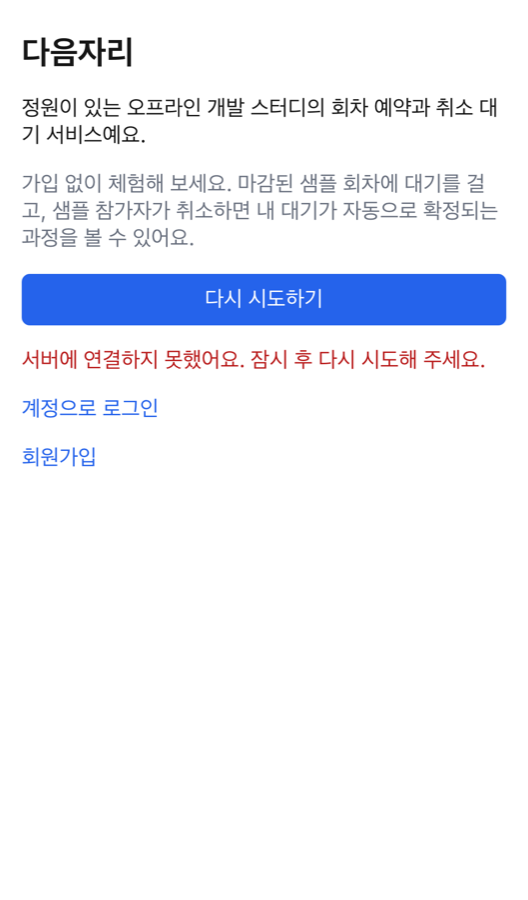 다음자리
정원이 있는 오프라인 개발 스터디의 회차 예약과 취소 대
기 서비스예요.
가입 없이 체험해 보세요. 마감된 샘플 회차에 대기를 걸
고, 샘플 참가자가 취소하면 내 대기가 자동으로 확정되는
과정을 볼 수 있어요.
다시 시도하기
서버에 연결하지 못했어요. 잠시 후 다시 시도해 주세요.
계정으로 로그인
회원가입